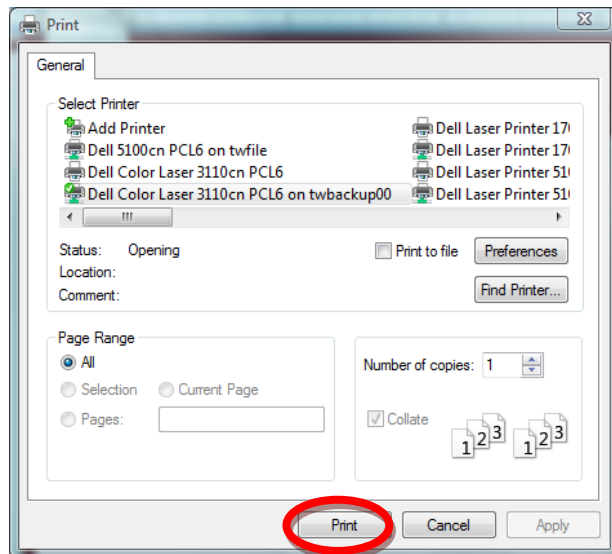 Print
General
Select Printer
Add Printer
Dell 5100cn PCL6 on twfile
Dell Color Laser 3110cn PCL6
Dell Color Laser 3110cn PCL6 on twbackup00
Dell Laser Printer 17
Dell Laser Printer 17
Dell Laser Printer 51
Dell Laser Printer 51
Status: Opening
Print to file
Preferences
Location:
Comment:
Find Printer...
Page Range
All
Selection
Current Page
Pages:
Number of copies: 1
Collate
1 2 3 1 2 3
Print
Cancel
Apply